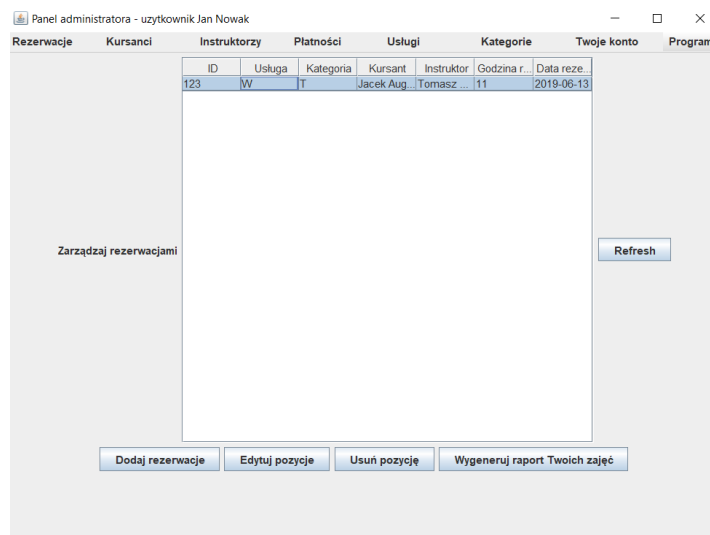 Panel administratora - uzytkownik Jan Nowak
Rezerwacje Kursanci Instruktorzy Płatności Usługi Kategorie Twoje konto Program
ID Usługa Kategoria Kursant Instruktor Godzina r... Data reze...
123 W T Jacek Aug... Tomasz ... 11 2019-06-13
Zarządzaj rezerwacjami
Refresh
Dodaj rezerwacje Edytuj pozycje Usuń pozycję Wygeneruj raport Twoich zajęć